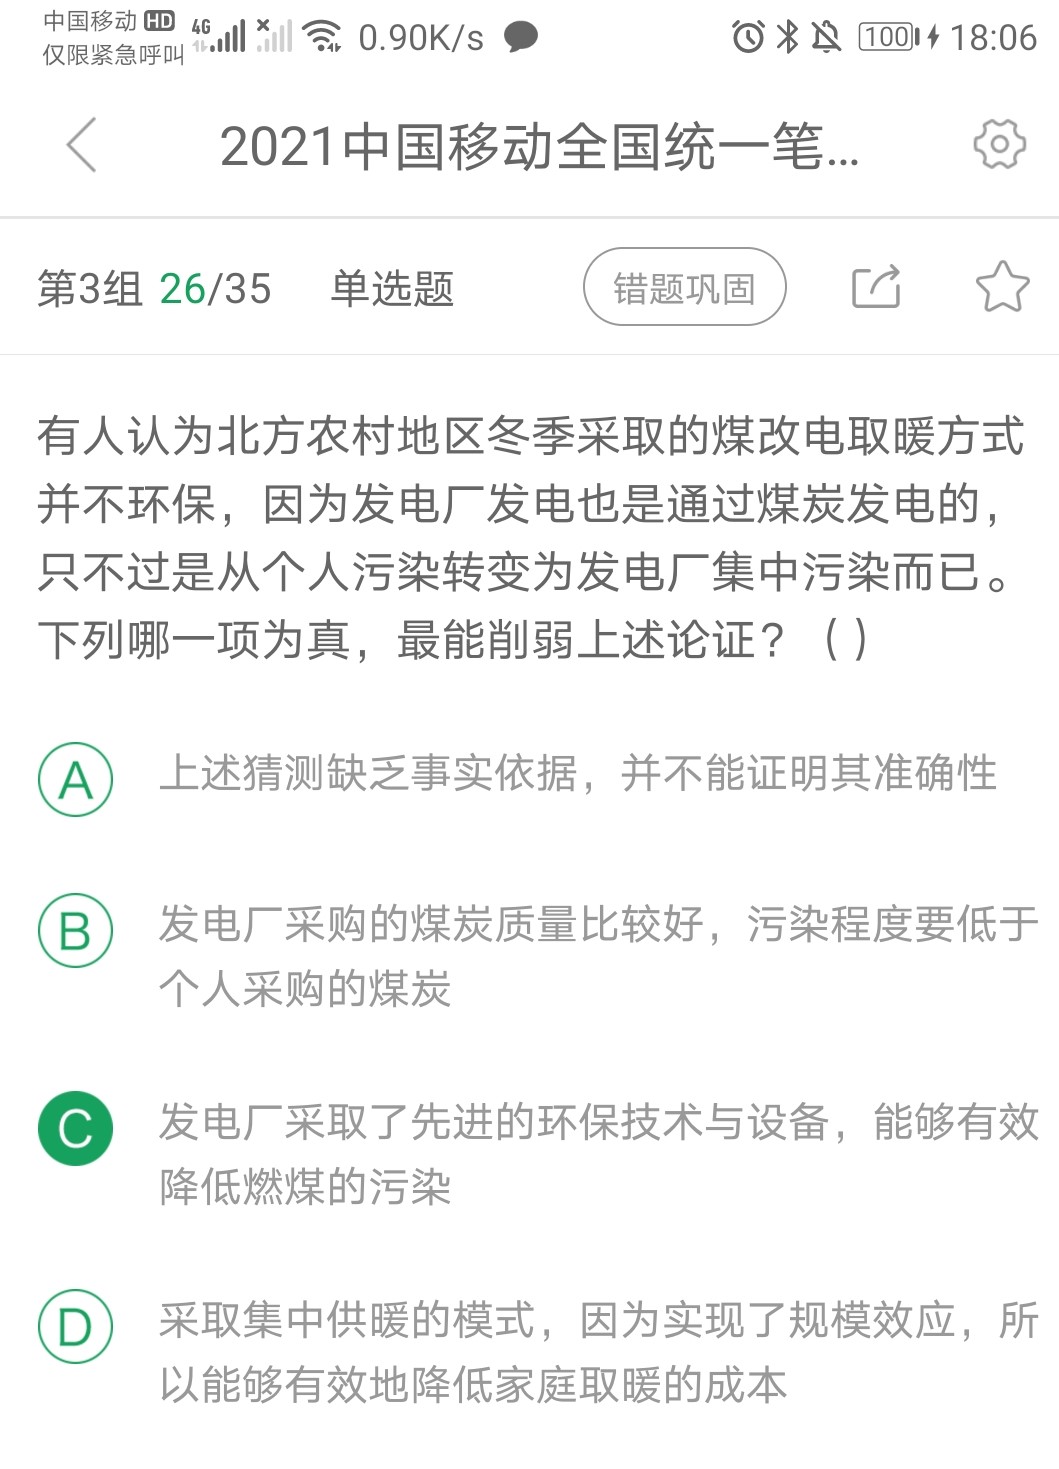 中国移动 HD 4G 0.90K/s 100 18:06
仅限紧急呼叫
2021中国移动全国统一笔...
第3组 26/35 单选题 错题巩固
有人认为北方农村地区冬季采取的煤改电取暖方式
并不环保，因为发电厂发电也是通过煤炭发电的，
只不过是从个人污染转变为发电厂集中污染而已。
下列哪一项为真，最能削弱上述论证？（）
A 上述猜测缺乏事实依据，并不能证明其准确性
B 发电厂采购的煤炭质量比较好，污染程度要低于
个人采购的煤炭
C 发电厂采取了先进的环保技术与设备，能够有效
降低燃煤的污染
D 采取集中供暖的模式，因为实现了规模效应，所
以能够有效地降低家庭取暖的成本